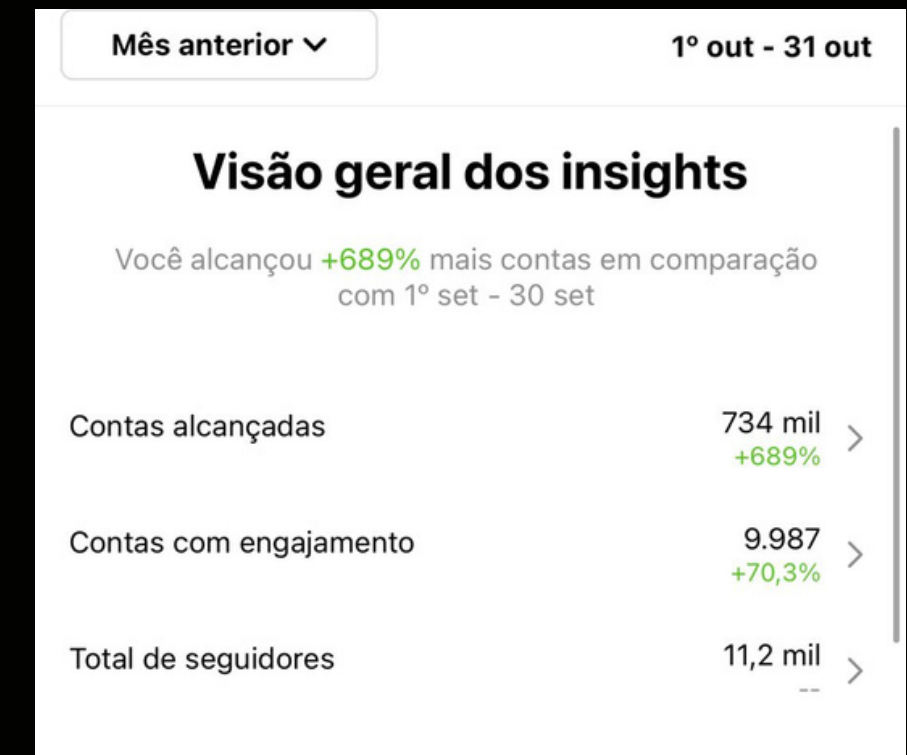 Mês anterior
1º out - 31 out
Visão geral dos insights
Você alcançou +689% mais contas em comparação
com 1º set - 30 set
Contas alcançadas
734 mil
+689%
Contas com engajamento
9.987
+70,3%
Total de seguidores
11,2 mil
--